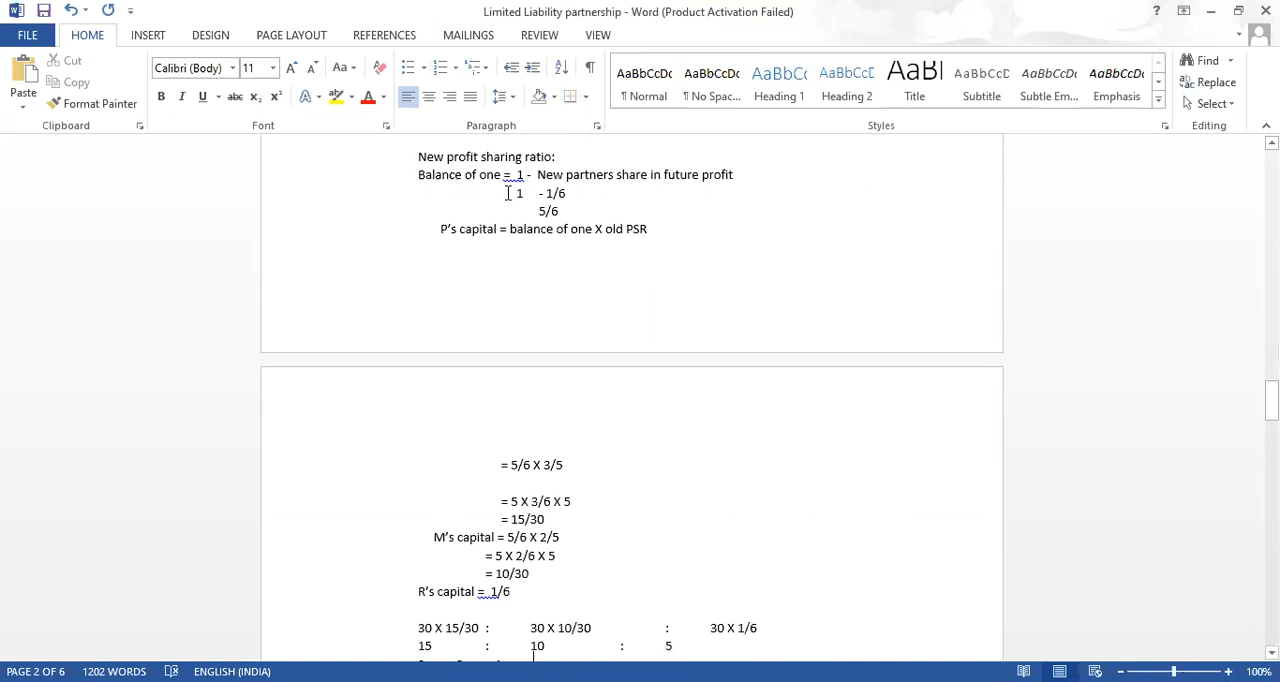 Limited Liability partnership - Word (Product Activation Failed)
FILE HOME INSERT DESIGN PAGE LAYOUT REFERENCES MAILINGS REVIEW VIEW
Paste
Cut
Copy
Format Painter
Calibri (Body) 11
AaBbCcDc AaBbCcDc AaBbCc AaBbCcD AaBl AaBbCcD AaBbCcDc AaBbCcDc
¶ Normal ¶ No Spac... Heading 1 Heading 2 Title Subtitle Subtle Em... Emphasis
Find
Replace
Select
Clipboard Font Paragraph Styles Editing
New profit sharing ratio:
Balance of one = 1 - New partners share in future profit
1 - 1/6
5/6
P’s capital = balance of one X old PSR
= 5/6 X 3/5
= 5 X 3/6 X 5
= 15/30
M’s capital = 5/6 X 2/5
= 5 X 2/6 X 5
= 10/30
R’s capital = 1/6
30 X 15/30 : 30 X 10/30 : 30 X 1/6
15 : 10 : 5
PAGE 2 OF 6 1202 WORDS ENGLISH (INDIA) 100%